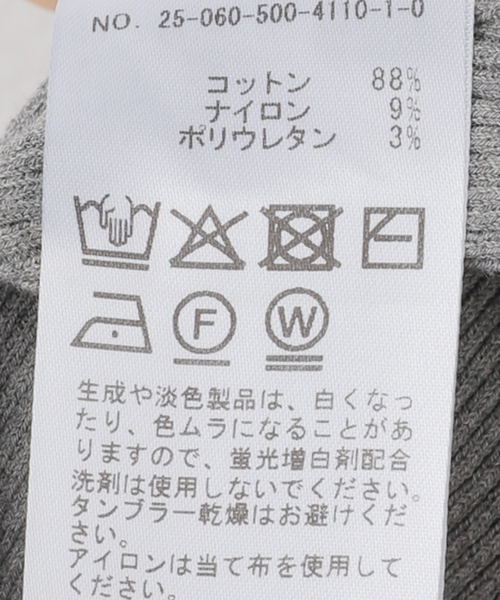 NO. 25-060-500-4110-1-0
コットン 88%
ナイロン 9%
ポリウレタン 3%
F W
生成や淡色製品は、白くなっ
たり、色ムラになることがあ
りますので、蛍光増白剤配合
洗剤は使用しないでください。
タンブラー乾燥はお避けくだ
さい。
アイロンは当て布を使用して
ください。